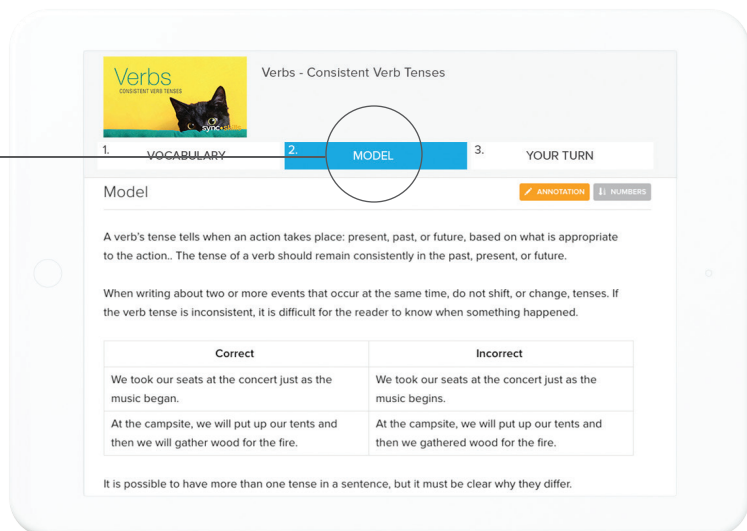 Verbs
CONSISTENT VERB TENSES
Verbs - Consistent Verb Tenses
1. VOCABULARY
2. MODEL
3. YOUR TURN
Model
ANNOTATION
NUMBERS
A verb's tense tells when an action takes place: present, past, or future, based on what is appropriate
to the action.. The tense of a verb should remain consistently in the past, present, or future.
When writing about two or more events that occur at the same time, do not shift, or change, tenses. If
the verb tense is inconsistent, it is difficult for the reader to know when something happened.
Correct
Incorrect
We took our seats at the concert just as the
music began.
We took our seats at the concert just as the
music begins.
At the campsite, we will put up our tents and
then we will gather wood for the fire.
At the campsite, we will put up our tents and
then we gathered wood for the fire.
It is possible to have more than one tense in a sentence, but it must be clear why they differ.